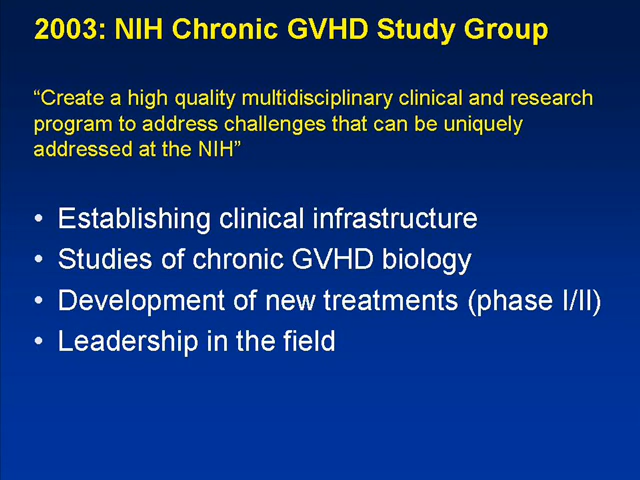 2003: NIH Chronic GVHD Study Group
“Create a high quality multidisciplinary clinical and research
program to address challenges that can be uniquely
addressed at the NIH”
• Establishing clinical infrastructure
• Studies of chronic GVHD biology
• Development of new treatments (phase I/II)
• Leadership in the field